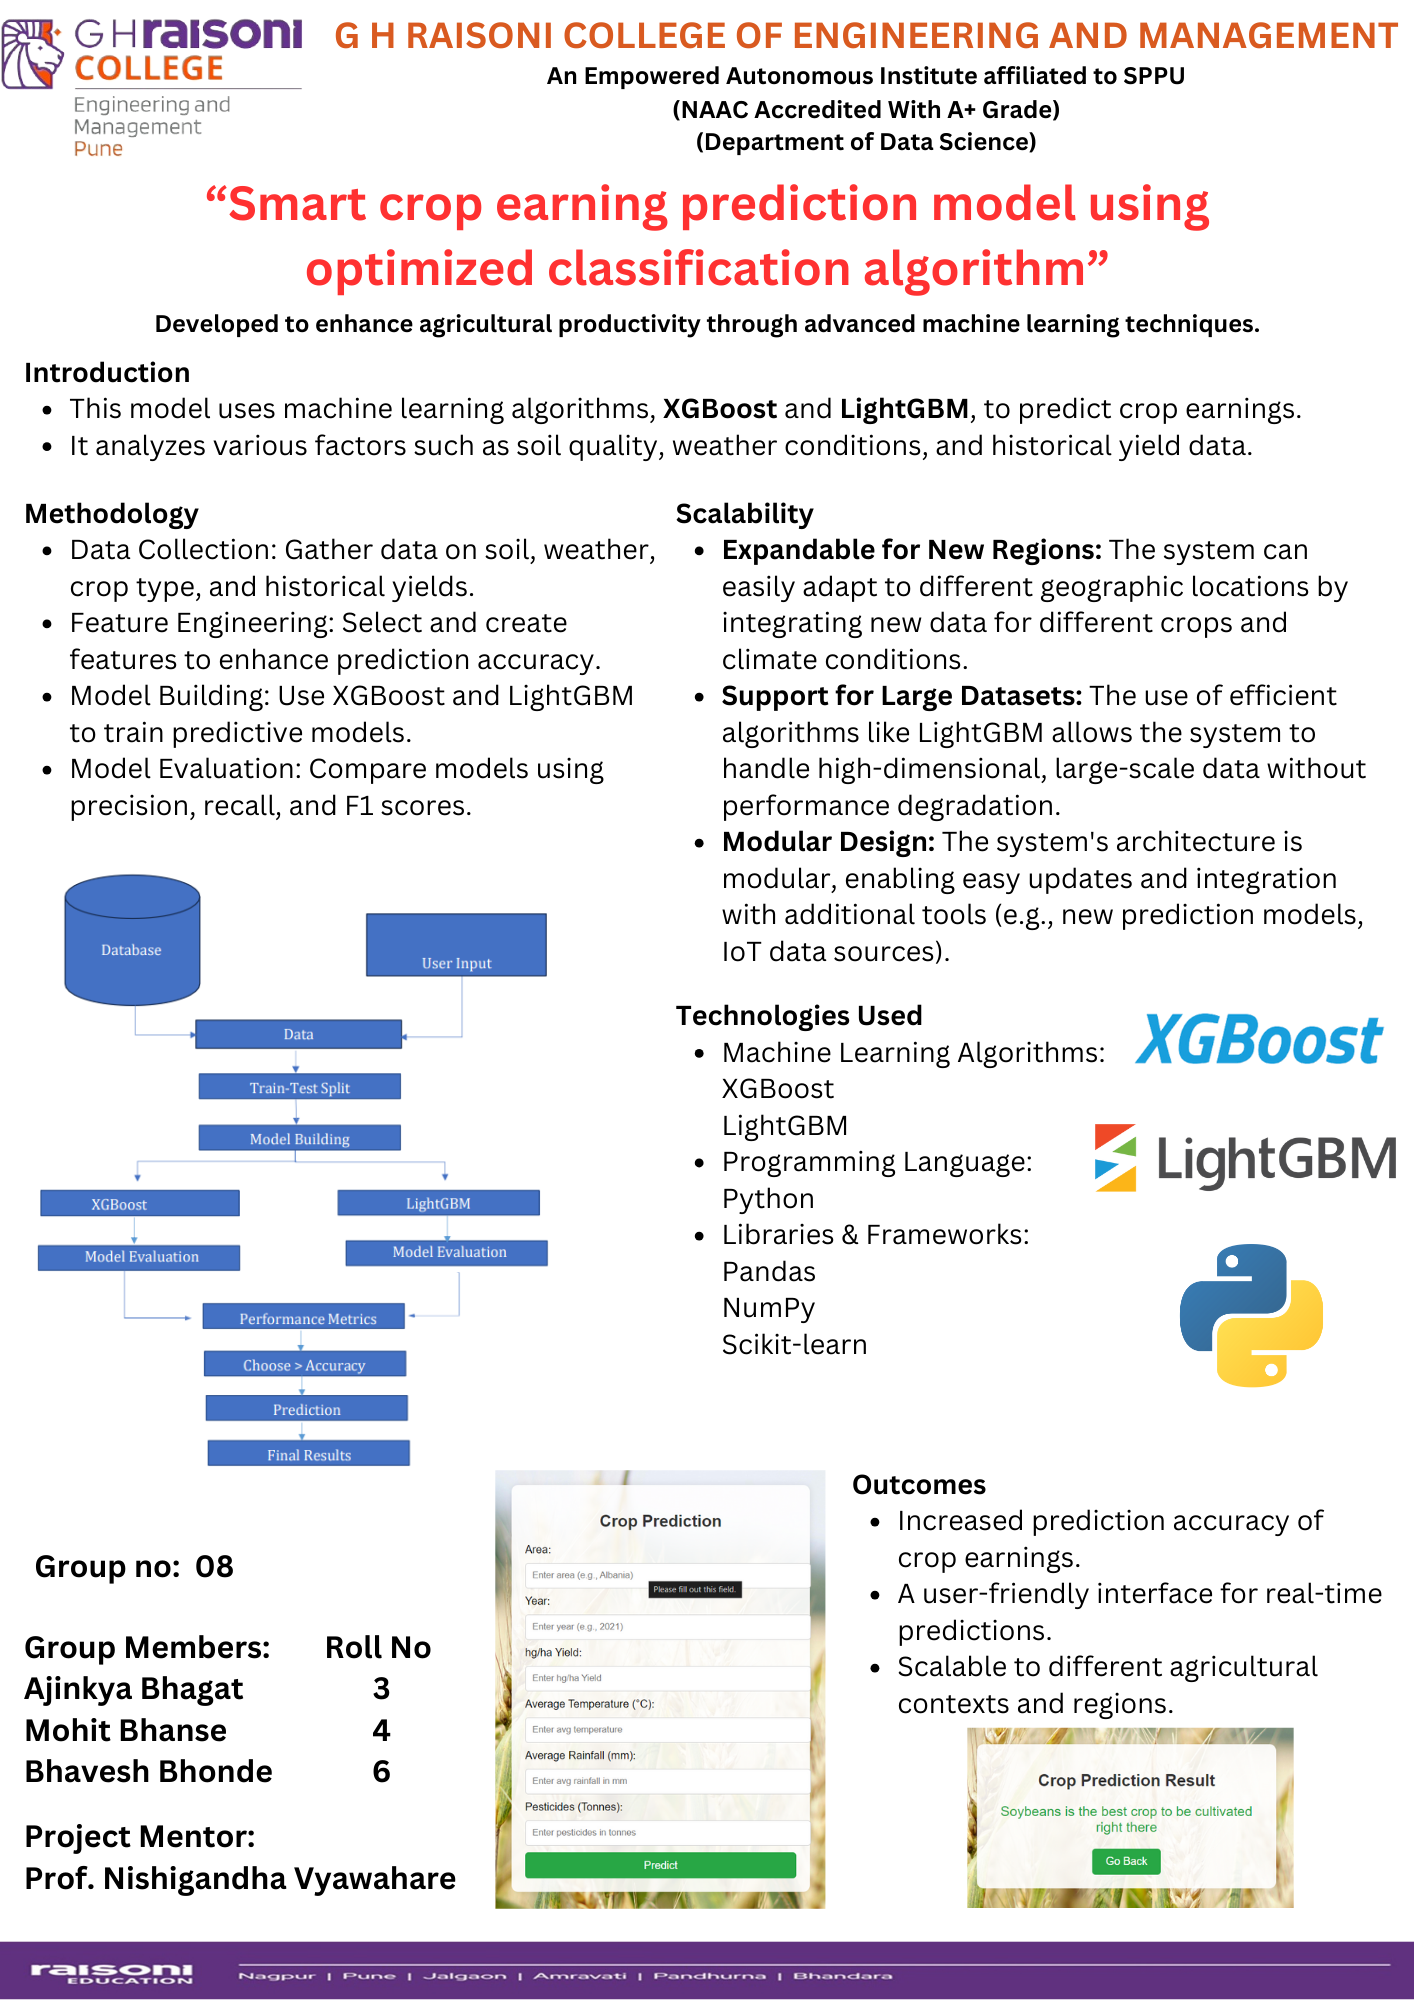 GHraisoni
COLLEGE
Engineering and
Management
Pune
G H RAISONI COLLEGE OF ENGINEERING AND MANAGEMENT
An Empowered Autonomous Institute affiliated to SPPU
(NAAC Accredited With A+ Grade)
(Department of Data Science)
“Smart crop earning prediction model using
optimized classification algorithm”
Developed to enhance agricultural productivity through advanced machine learning techniques.
Introduction
• This model uses machine learning algorithms, XGBoost and LightGBM, to predict crop earnings.
• It analyzes various factors such as soil quality, weather conditions, and historical yield data.
Methodology
• Data Collection: Gather data on soil, weather,
crop type, and historical yields.
• Feature Engineering: Select and create
features to enhance prediction accuracy.
• Model Building: Use XGBoost and LightGBM
to train predictive models.
• Model Evaluation: Compare models using
precision, recall, and F1 scores.
Database
User Input
Data
Train-Test Split
Model Building
XGBoost
LightGBM
Model Evaluation
Model Evaluation
Performance Metrics
Choose > Accuracy
Prediction
Final Results
Scalability
• Expandable for New Regions: The system can
easily adapt to different geographic locations by
integrating new data for different crops and
climate conditions.
• Support for Large Datasets: The use of efficient
algorithms like LightGBM allows the system to
handle high-dimensional, large-scale data without
performance degradation.
• Modular Design: The system's architecture is
modular, enabling easy updates and integration
with additional tools (e.g., new prediction models,
IoT data sources).
Technologies Used
• Machine Learning Algorithms:
XGBoost
LightGBM
• Programming Language:
Python
• Libraries & Frameworks:
Pandas
NumPy
Scikit-learn
XGBoost
LightGBM
Group no: 08
Group Members: Roll No
Ajinkya Bhagat 3
Mohit Bhanse 4
Bhavesh Bhonde 6
Project Mentor:
Prof. Nishigandha Vyawahare
Crop Prediction
Area:
Enter area (e.g., Albania)
Please fill out this field.
Year:
Enter year (e.g., 2021)
hg/ha Yield:
Enter hg/ha Yield
Average Temperature (°C):
Enter avg temperature
Average Rainfall (mm):
Enter avg rainfall in mm
Pesticides (Tonnes):
Enter pesticides in tonnes
Predict
Outcomes
• Increased prediction accuracy of
crop earnings.
• A user-friendly interface for real-time
predictions.
• Scalable to different agricultural
contexts and regions.
Crop Prediction Result
Soybeans is the best crop to be cultivated
right there
Go Back
raisoni
EDUCATION
Nagpur | Pune | Jalgaon | Amravati | Pandhurna | Bhandara